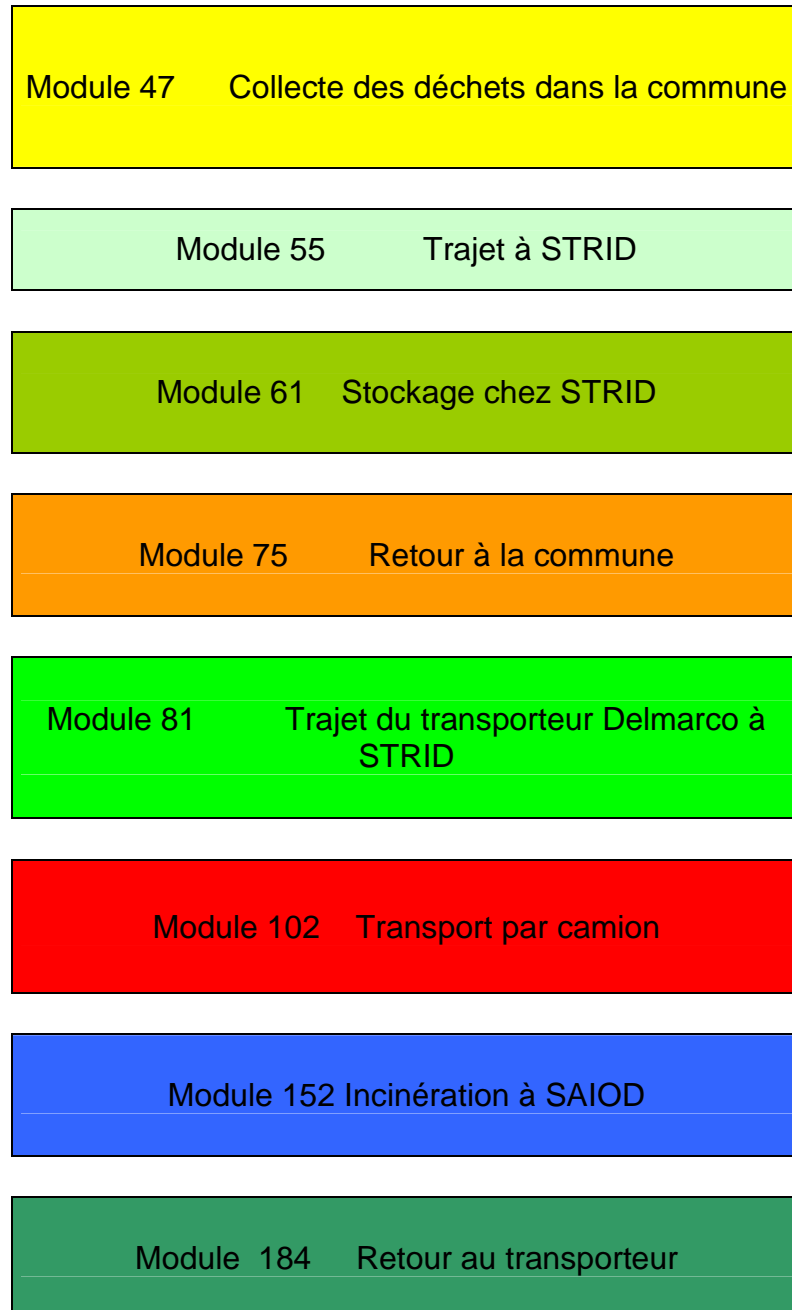 Module 47 Collecte des déchets dans la commune
Module 55 Trajet à STRID
Module 61 Stockage chez STRID
Module 75 Retour à la commune
Module 81 Trajet du transporteur Delmarco à
STRID
Module 102 Transport par camion
Module 152 Incinération à SAIOD
Module 184 Retour au transporteur